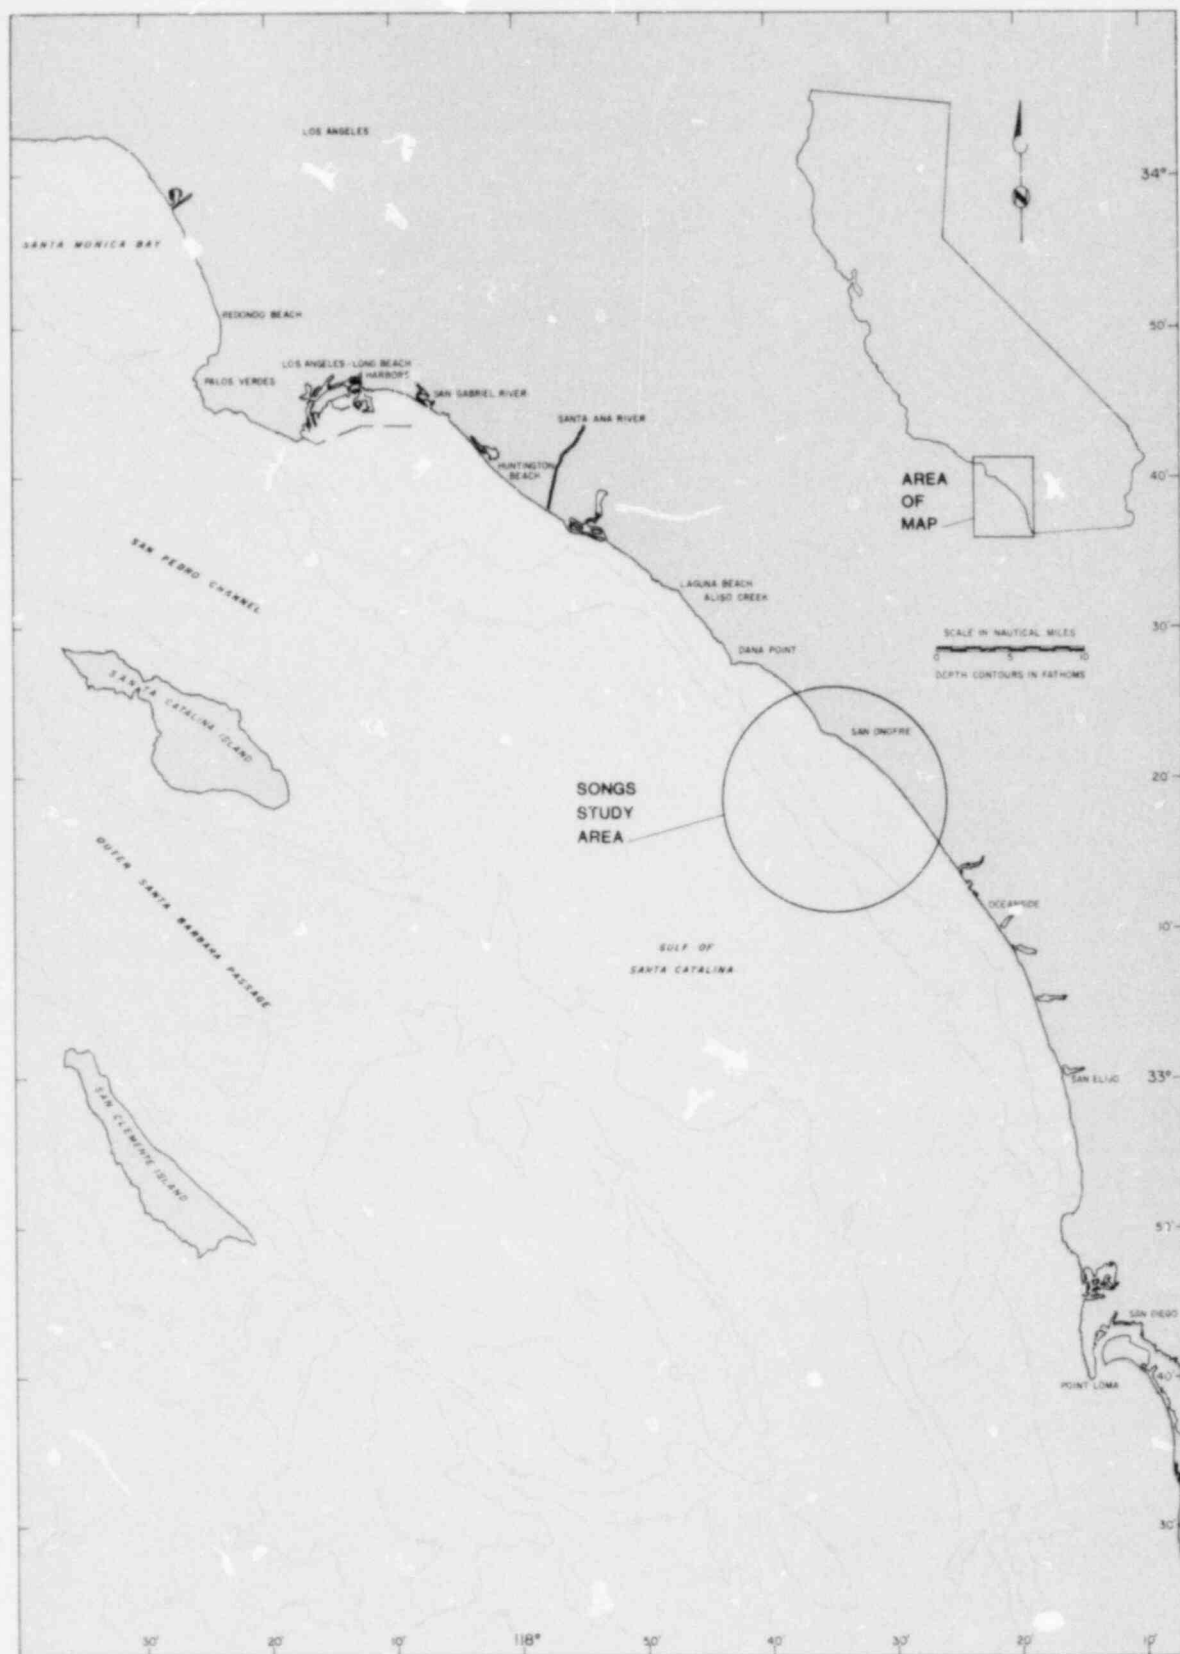 LOS ANGELES
34°
SANTA MONICA BAY
REDONDO BEACH
50'
LOS ANGELES - LONG BEACH
HARBORS
PALOS VERDES
SAN GABRIEL RIVER
SANTA ANA RIVER
HUNTINGTON
BEACH
AREA
OF
MAP
40'
SAN PEDRO CHANNEL
LAGUNA BEACH
ALISO CREEK
30'
SCALE IN NAUTICAL MILES
0 5 10
DEPTH CONTOURS IN FATHOMS
DANA POINT
SANTA CATALINA ISLAND
SAN ONOFRE
20'
SONGS
STUDY
AREA
OUTER SANTA BARBARA PASSAGE
OCEANSIDE
10'
GULF OF
SANTA CATALINA
SAN ELIJO
33°
SAN CLEMENTE ISLAND
SAN DIEGO
40'
POINT LOMA
30'
30' 20' 10' 118° 50' 40' 30' 20' 10'